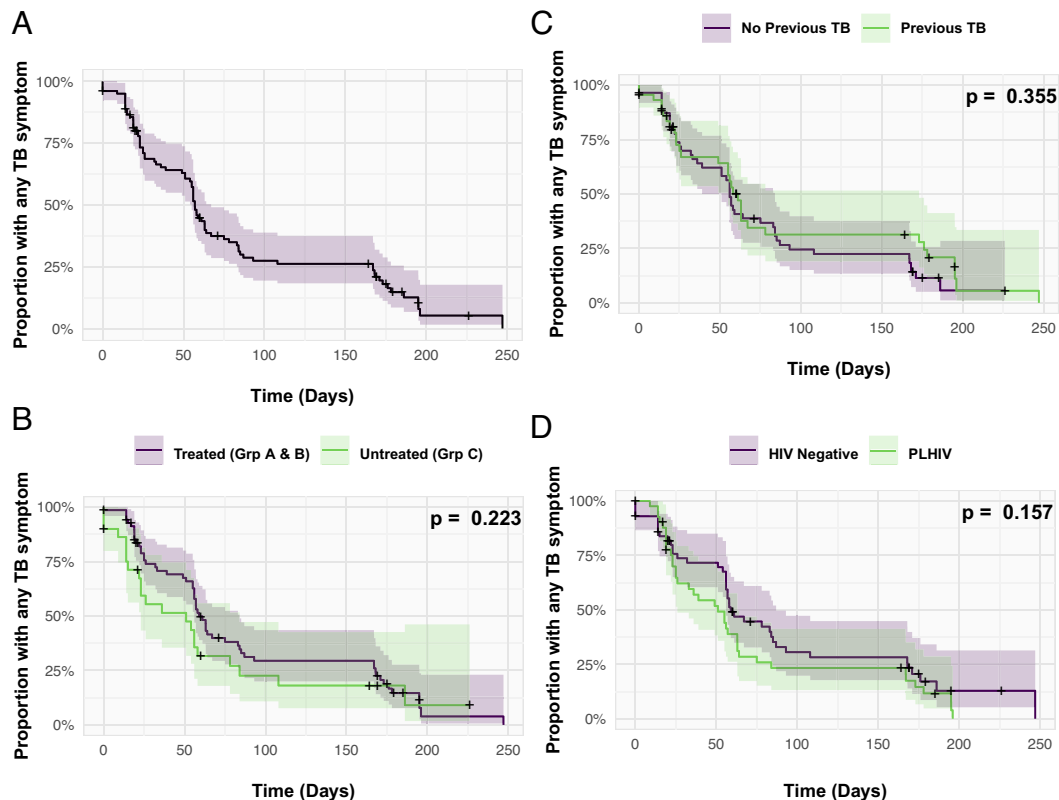 A
Proportion with any TB symptom
100%
75%
50%
25%
0%
0 50 100 150 200 250
Time (Days)
B
Treated (Grp A & B) Untreated (Grp C)
Proportion with any TB symptom
100%
75%
50%
25%
0%
p = 0.223
0 50 100 150 200 250
Time (Days)
C
No Previous TB Previous TB
Proportion with any TB symptom
100%
75%
50%
25%
0%
p = 0.355
0 50 100 150 200 250
Time (Days)
D
HIV Negative PLHIV
Proportion with any TB symptom
100%
75%
50%
25%
0%
p = 0.157
0 50 100 150 200 250
Time (Days)